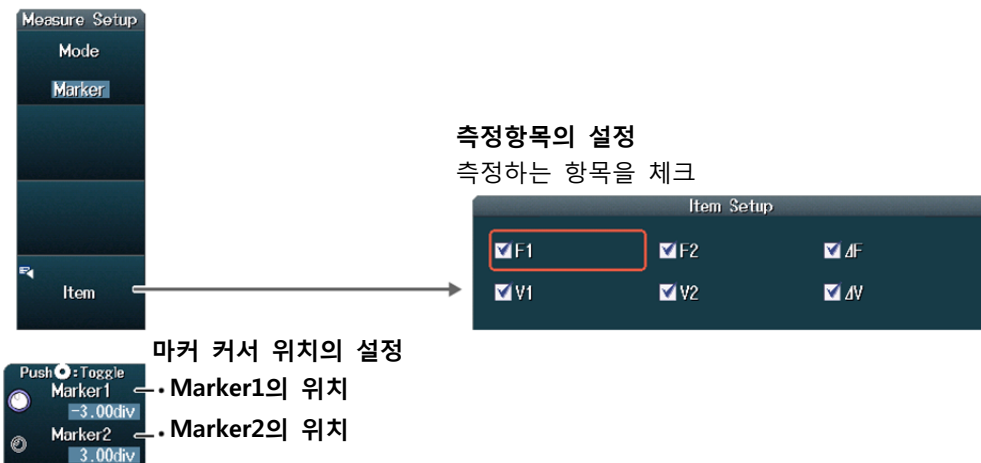 Measure Setup
Mode
Marker
측정항목의 설정
측정하는 항목을 체크
Item Setup
F1 F2 ΔF
V1 V2 ΔV
Item
마커 커서 위치의 설정
Push :Toggle
Marker1
-3.00div
Marker1의 위치
Marker2
3.00div
Marker2의 위치